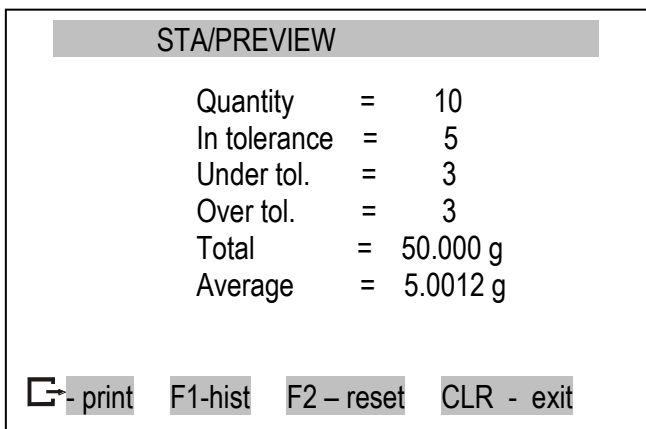 STA/PREVIEW
Quantity = 10
In tolerance = 5
Under tol. = 3
Over tol. = 3
Total = 50.000 g
Average = 5.0012 g
- print F1-hist F2 – reset CLR - exit